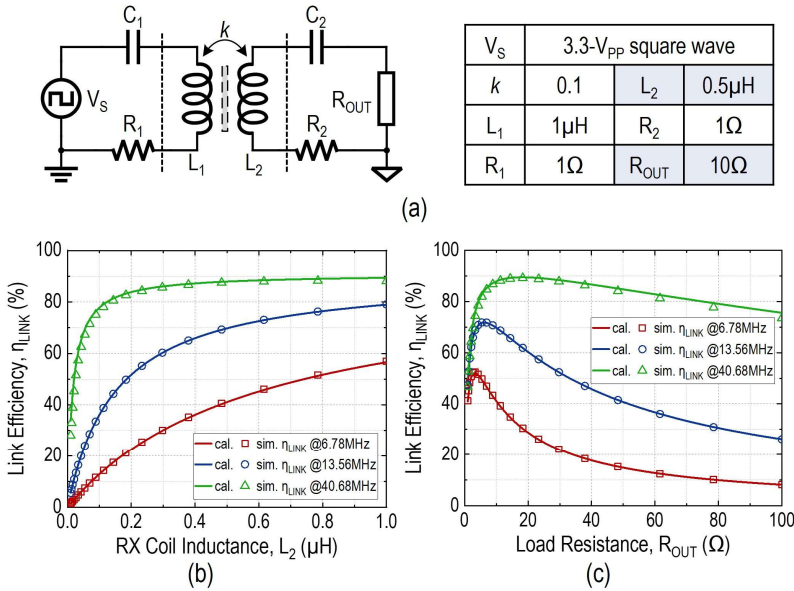 C1
k
C2
VS
ROUT
R1
L1
L2
R2
VS 3.3-VPP square wave
k 0.1 L2 0.5μH
L1 1μH R2 1Ω
R1 1Ω ROUT 10Ω
(a)
Link Efficiency, ηLINK (%)
100
90
80
60
40
20
0
cal. sim. ηLINK @6.78MHz
cal. sim. ηLINK @13.56MHz
cal. sim. ηLINK @40.68MHz
0.0 0.2 0.4 0.6 0.8 1.0
RX Coil Inductance, L2 (μH)
(b)
Link Efficiency, ηLINK (%)
100
90
80
60
40
20
0
cal. sim. ηLINK @6.78MHz
cal. sim. ηLINK @13.56MHz
cal. sim. ηLINK @40.68MHz
0 20 40 60 80 100
Load Resistance, ROUT (Ω)
(c)